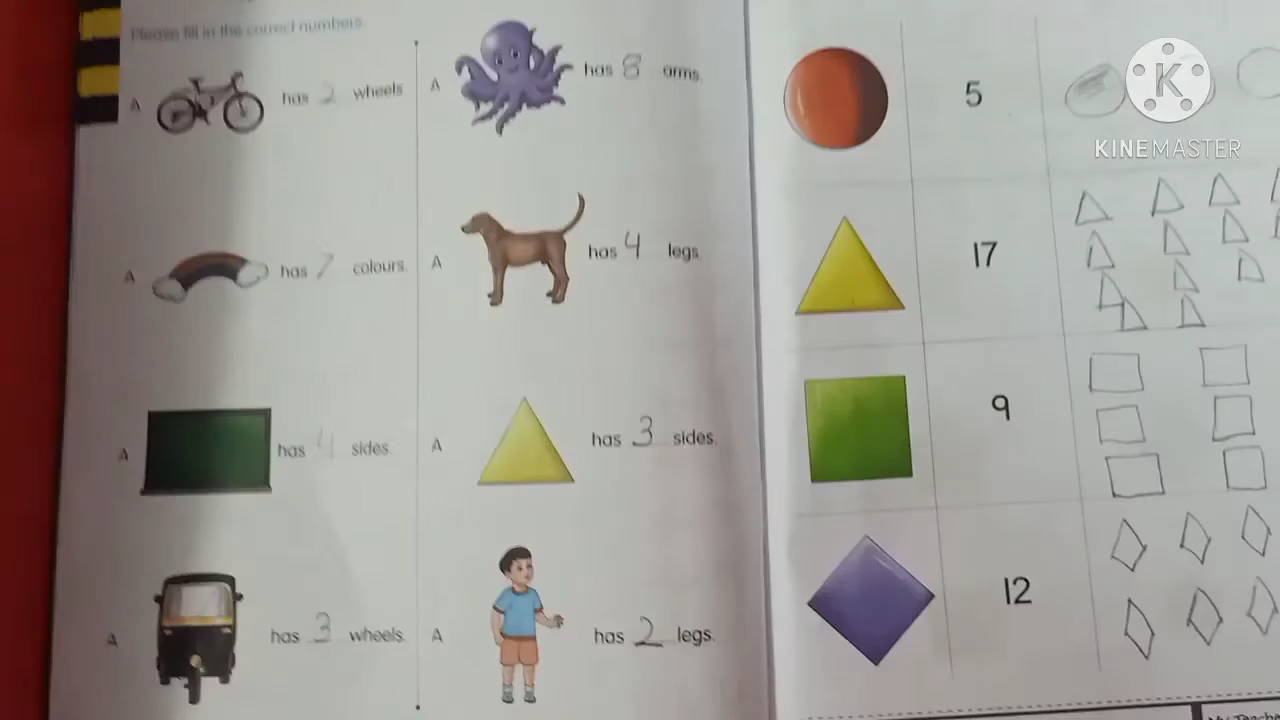 Please fill in the correct numbers
A has 2 wheels
A has 7 colours.
A has 4 sides.
A has 3 wheels.
A has 8 arms.
A has 4 legs.
A has 3 sides.
A has 2 legs.
5
17
9
12
K
KINEMASTER